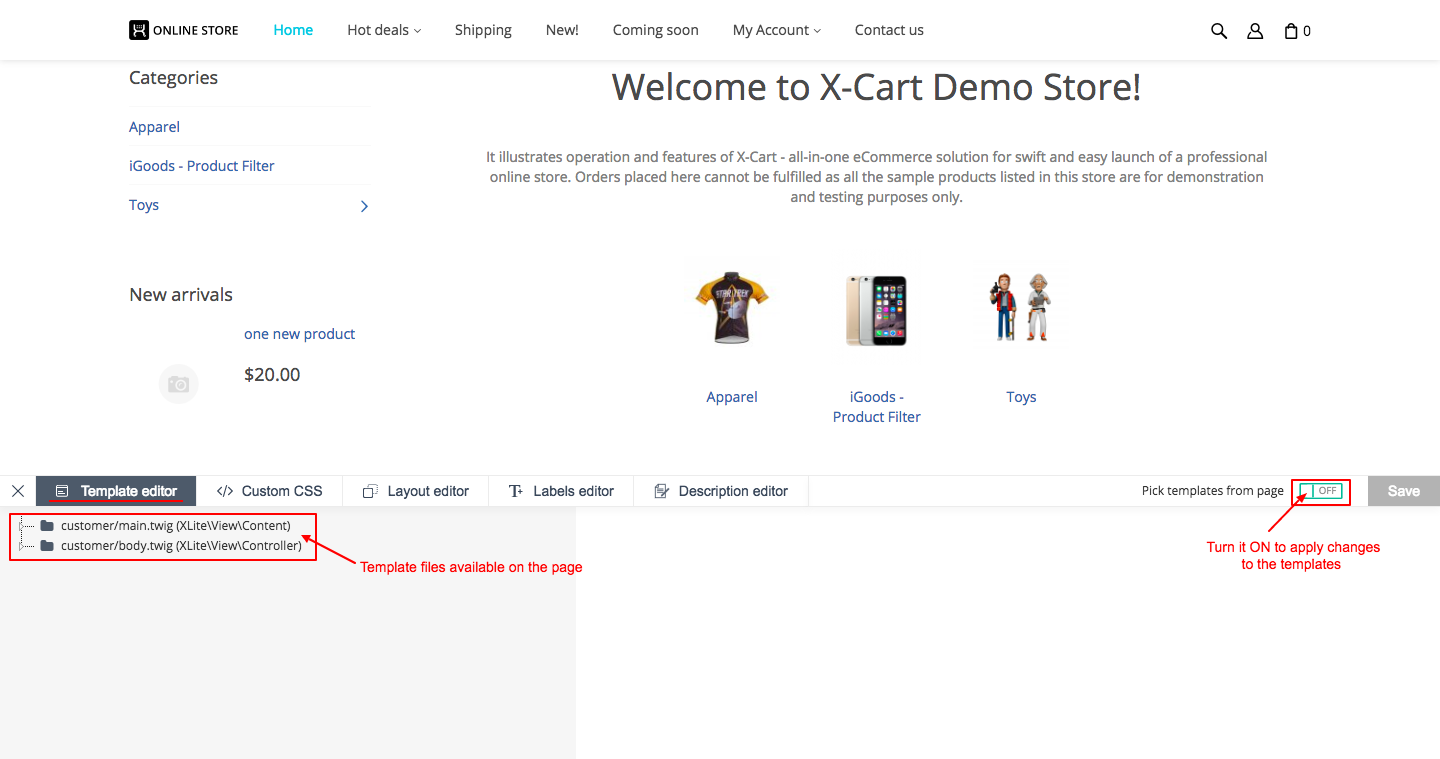 ONLINE STORE
Home
Hot deals
Shipping
New!
Coming soon
My Account
Contact us
0
Categories
Apparel
iGoods - Product Filter
Toys
New arrivals
one new product
$20.00
Welcome to X-Cart Demo Store!
It illustrates operation and features of X-Cart - all-in-one eCommerce solution for swift and easy launch of a professional
online store. Orders placed here cannot be fulfilled as all the sample products listed in this store are for demonstration
and testing purposes only.
STAR TREK
Apparel
iGoods -
Product Filter
Toys
Template editor
Custom CSS
Layout editor
Labels editor
Description editor
Pick templates from page
OFF
Save
customer/main.twig (XLite\View\Content)
customer/body.twig (XLite\View\Controller)
Template files available on the page
Turn it ON to apply changes
to the templates